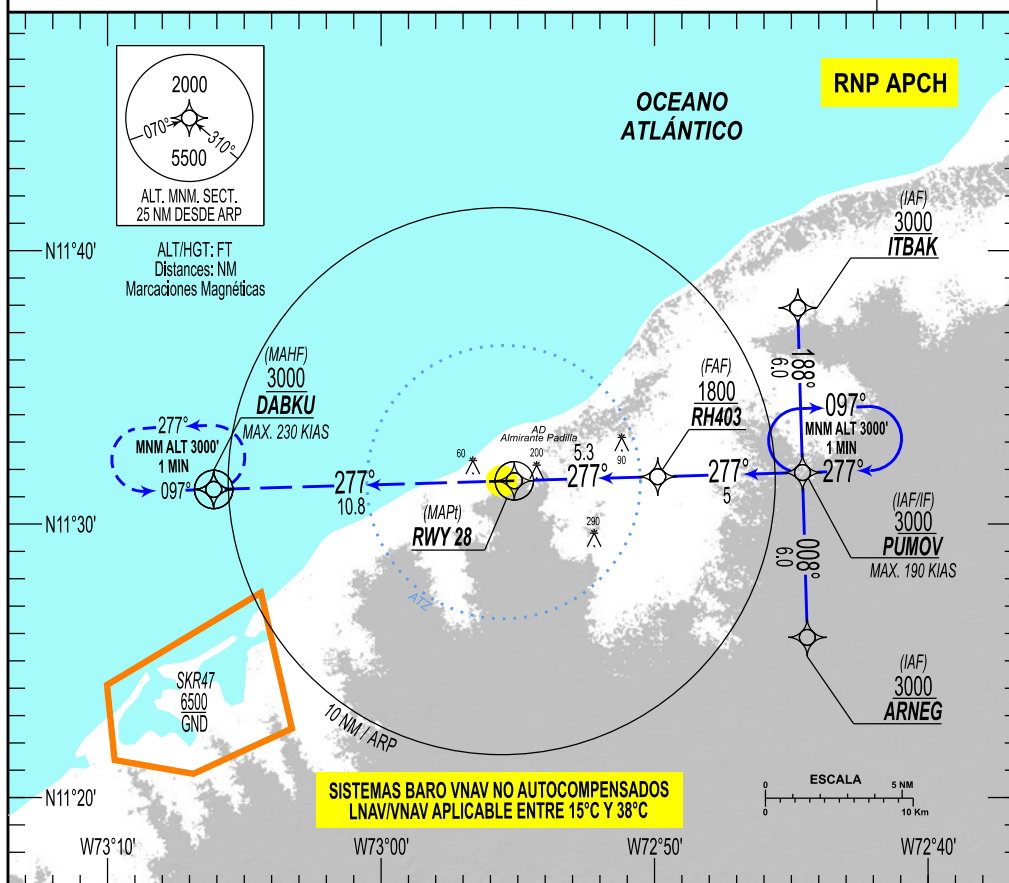 2000
070°
310°
5500
ALT. MNM. SECT.
25 NM DESDE ARP
ALT/HGT: FT
Distances: NM
Marcaciones Magnéticas
OCEANO
ATLÁNTICO
RNP APCH
N11°40'
(IAF)
3000
ITBAK
188°
6.0
(MAHF)
3000
DABKU
MAX. 230 KIAS
277°
MNM ALT 3000'
1 MIN
097°
277°
10.8
AD
Almirante Padilla
60
200
90
290
5.3
277°
(FAF)
1800
RH403
277°
5
097°
MNM ALT 3000'
1 MIN
277°
(MAPt)
RWY 28
N11°30'
(IAF/IF)
3000
PUMOV
MAX. 190 KIAS
008°
6.0
ATZ
(IAF)
3000
ARNEG
SKR47
6500
GND
10 NM / ARP
SISTEMAS BARO VNAV NO AUTOCOMPENSADOS
LNAV/VNAV APLICABLE ENTRE 15°C Y 38°C
ESCALA
0
5 NM
0
10 Km
N11°20'
W73°10'
W73°00'
W72°50'
W72°40'